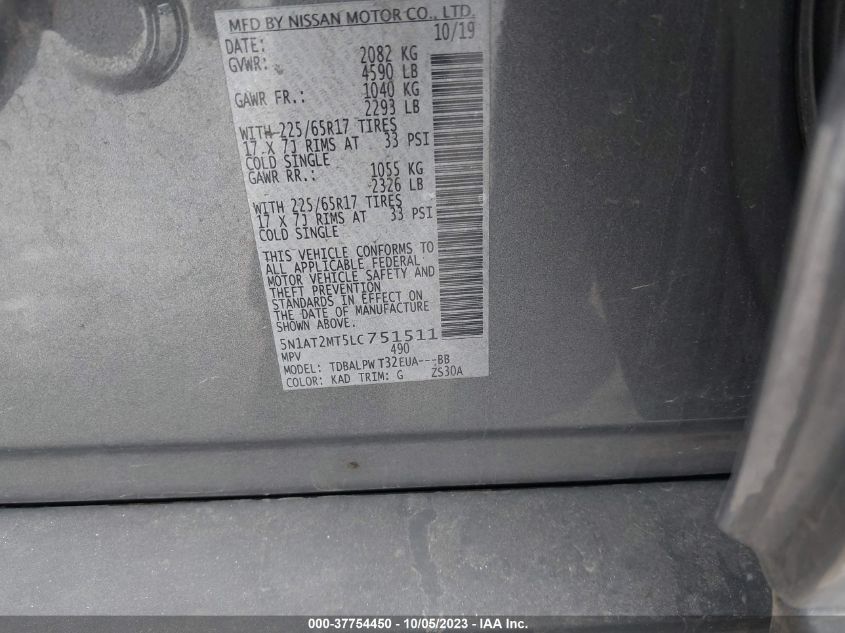 MFD BY NISSAN MOTOR CO., LTD.
DATE: 10/19
GVWR: 2082 KG
4590 LB
GAWR FR.: 1040 KG
2293 LB
WITH 225/65R17 TIRES
17 X 7J RIMS AT 33 PSI
COLD SINGLE
GAWR RR.: 1055 KG
2326 LB
WITH 225/65R17 TIRES
17 X 7J RIMS AT 33 PSI
COLD SINGLE
THIS VEHICLE CONFORMS TO
ALL APPLICABLE FEDERAL
MOTOR VEHICLE SAFETY AND
THEFT PREVENTION
STANDARDS IN EFFECT ON
THE DATE OF MANUFACTURE
SHOWN ABOVE.
5N1AT2MT5LC751511
MPV 490
MODEL: TDBALPW T32EUA---BB
COLOR: KAD TRIM: G ZS30A
000-37754450 - 10/05/2023 - IAA Inc.